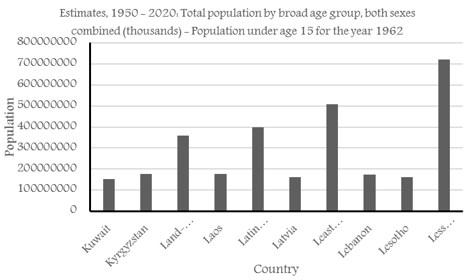 Estimates, 1950 - 2020: Total population by broad age group, both sexes
combined (thousands) - Population under age 15 for the year 1962
Population
800000000
700000000
600000000
500000000
400000000
300000000
200000000
100000000
0
Kuwait
Kyrgyzstan
Land-...
Laos
Latin...
Latvia
Least...
Lebanon
Lesotho
Less...
Country